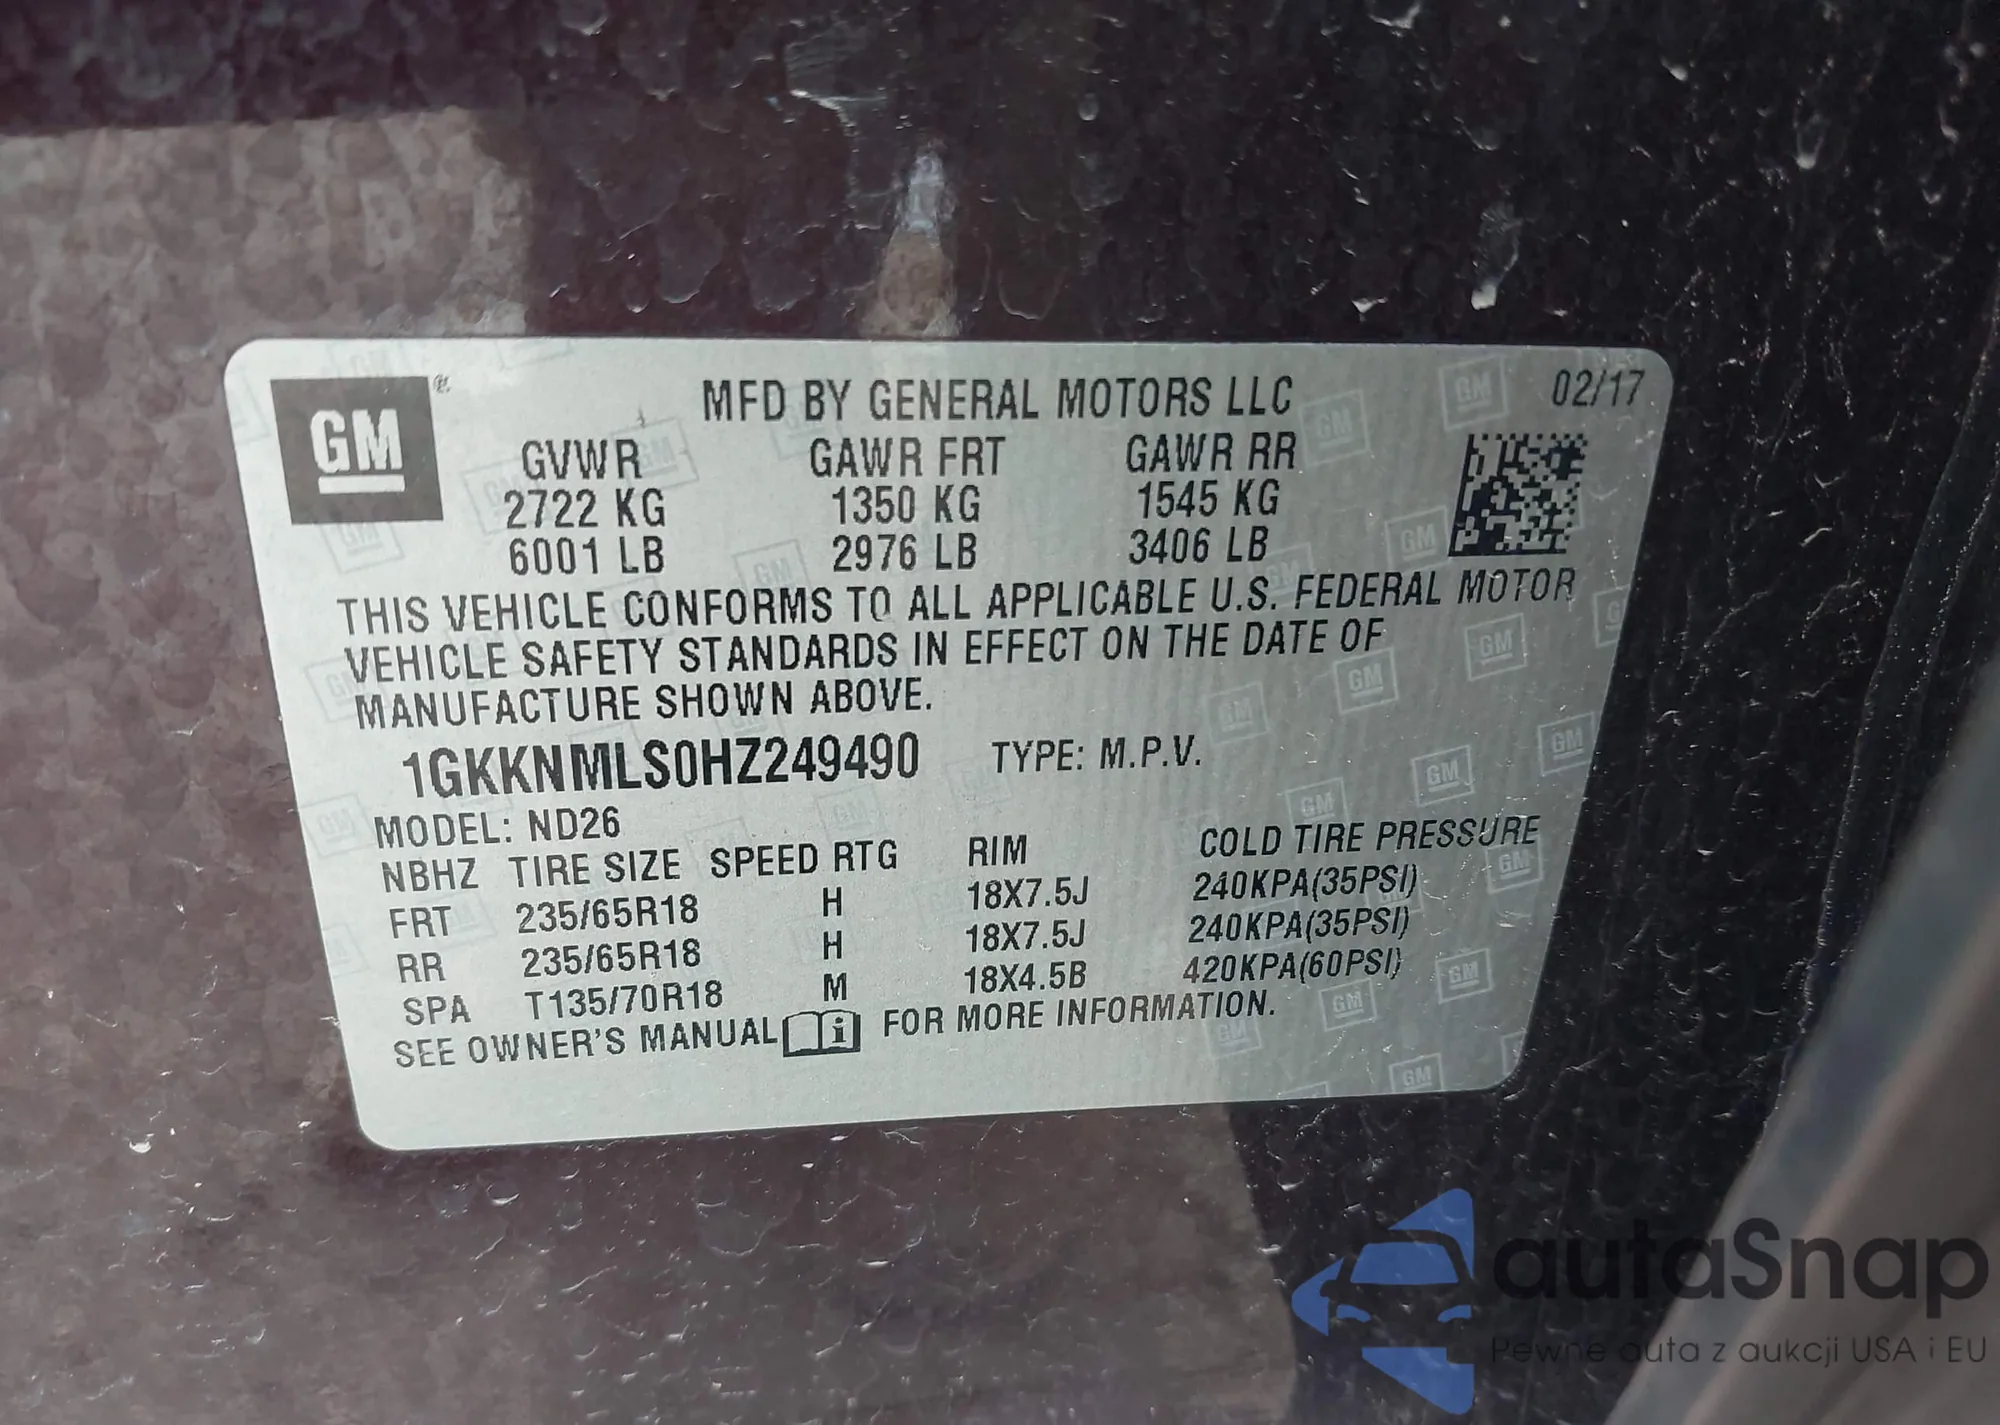 GM®
MFD BY GENERAL MOTORS LLC 02/17
GVWR GAWR FRT GAWR RR
2722 KG 1350 KG 1545 KG
6001 LB 2976 LB 3406 LB
THIS VEHICLE CONFORMS TO ALL APPLICABLE U.S. FEDERAL MOTOR
VEHICLE SAFETY STANDARDS IN EFFECT ON THE DATE OF
MANUFACTURE SHOWN ABOVE.
1GKKNMLS0HZ249490 TYPE: M.P.V.
MODEL: ND26
NBHZ TIRE SIZE SPEED RTG RIM COLD TIRE PRESSURE
FRT 235/65R18 H 18X7.5J 240KPA(35PSI)
RR 235/65R18 H 18X7.5J 240KPA(35PSI)
SPA T135/70R18 M 18X4.5B 420KPA(60PSI)
SEE OWNER'S MANUAL i FOR MORE INFORMATION.
autaSnap
Pewne auta z aukcji USA i EU